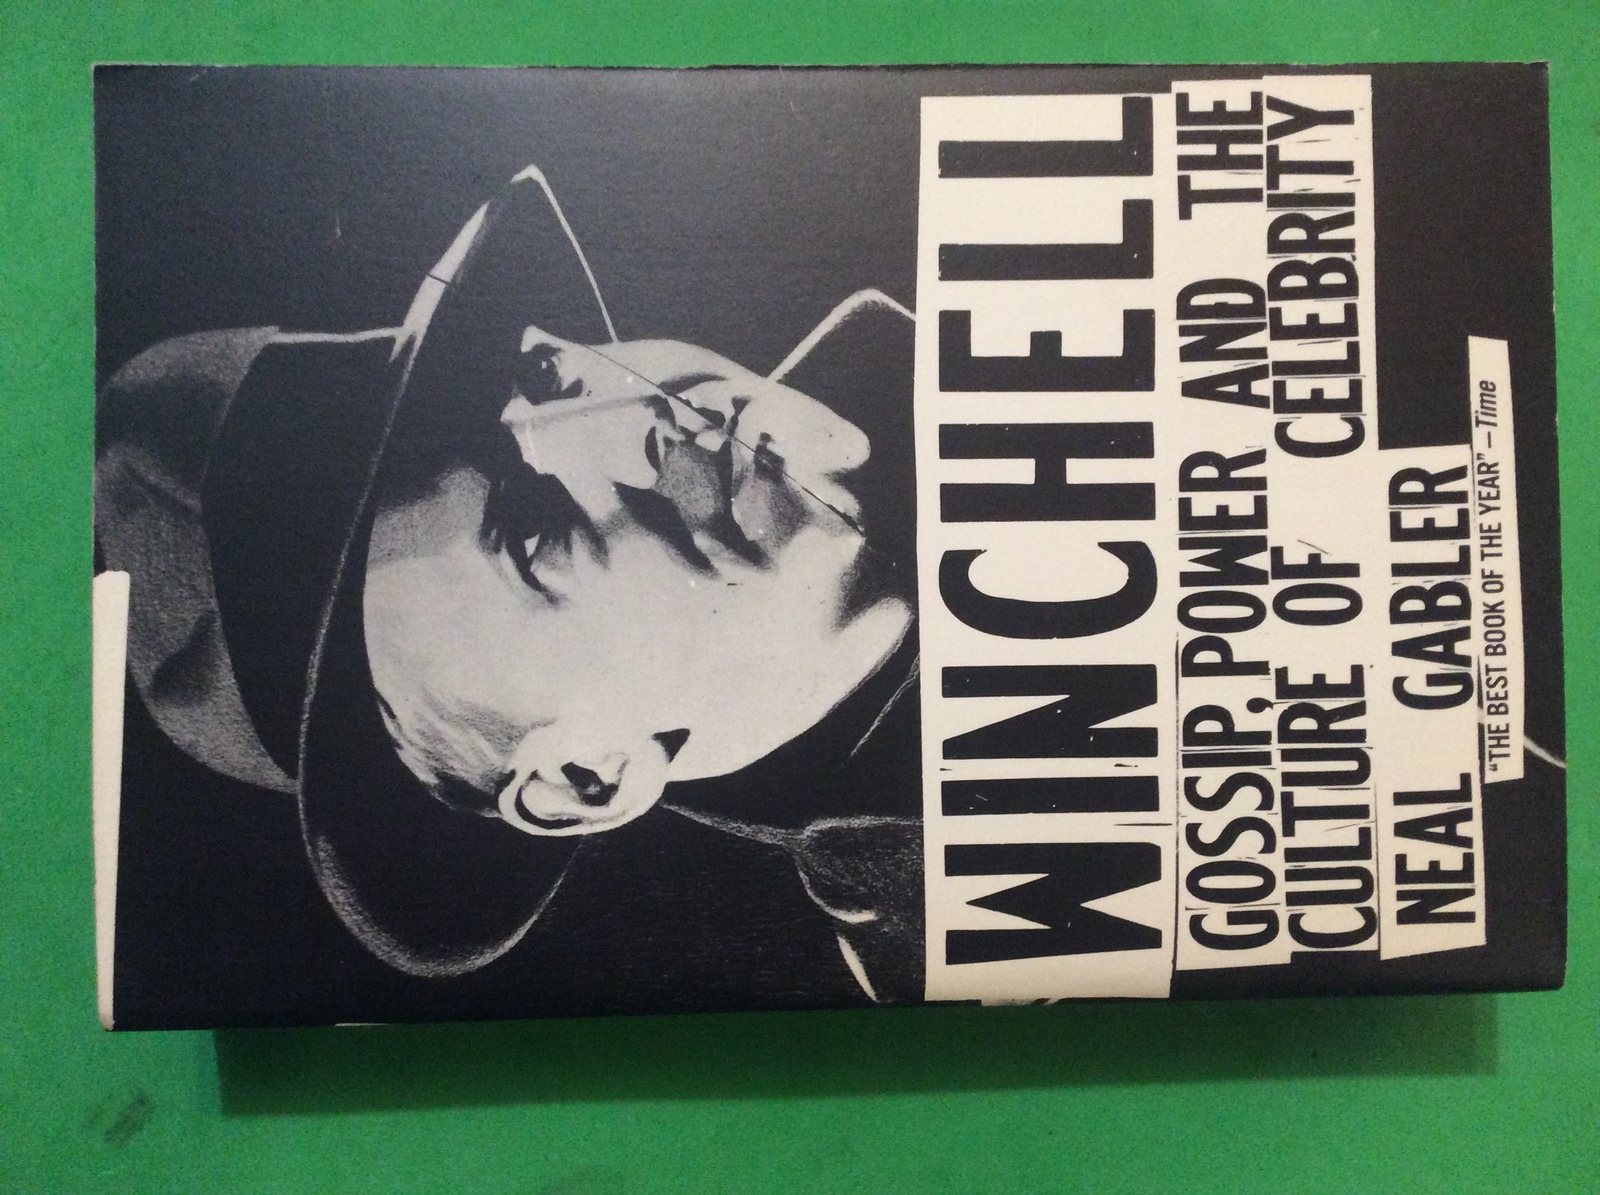 WINCHELL
GOSSIP, POWER AND THE
CULTURE OF CELEBRITY
NEAL GABLER
"THE BEST BOOK OF THE YEAR" –Time